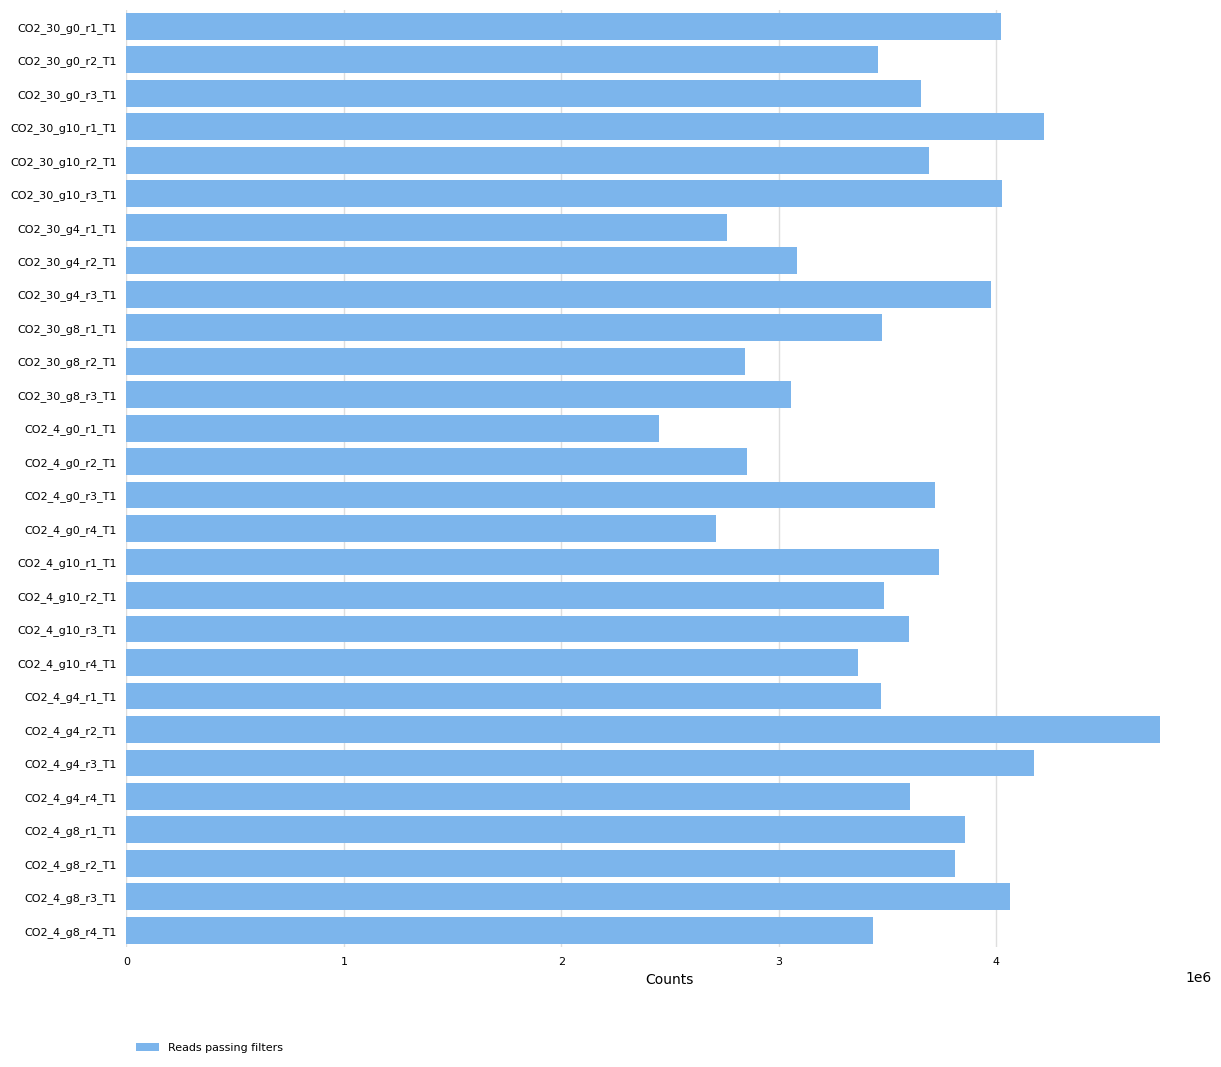 CO2_30_g0_r1_T1
CO2_30_g0_r2_T1
CO2_30_g0_r3_T1
CO2_30_g10_r1_T1
CO2_30_g10_r2_T1
CO2_30_g10_r3_T1
CO2_30_g4_r1_T1
CO2_30_g4_r2_T1
CO2_30_g4_r3_T1
CO2_30_g8_r1_T1
CO2_30_g8_r2_T1
CO2_30_g8_r3_T1
CO2_4_g0_r1_T1
CO2_4_g0_r2_T1
CO2_4_g0_r3_T1
CO2_4_g0_r4_T1
CO2_4_g10_r1_T1
CO2_4_g10_r2_T1
CO2_4_g10_r3_T1
CO2_4_g10_r4_T1
CO2_4_g4_r1_T1
CO2_4_g4_r2_T1
CO2_4_g4_r3_T1
CO2_4_g4_r4_T1
CO2_4_g8_r1_T1
CO2_4_g8_r2_T1
CO2_4_g8_r3_T1
CO2_4_g8_r4_T1
0 1 2 3 4
Counts
1e6
Reads passing filters